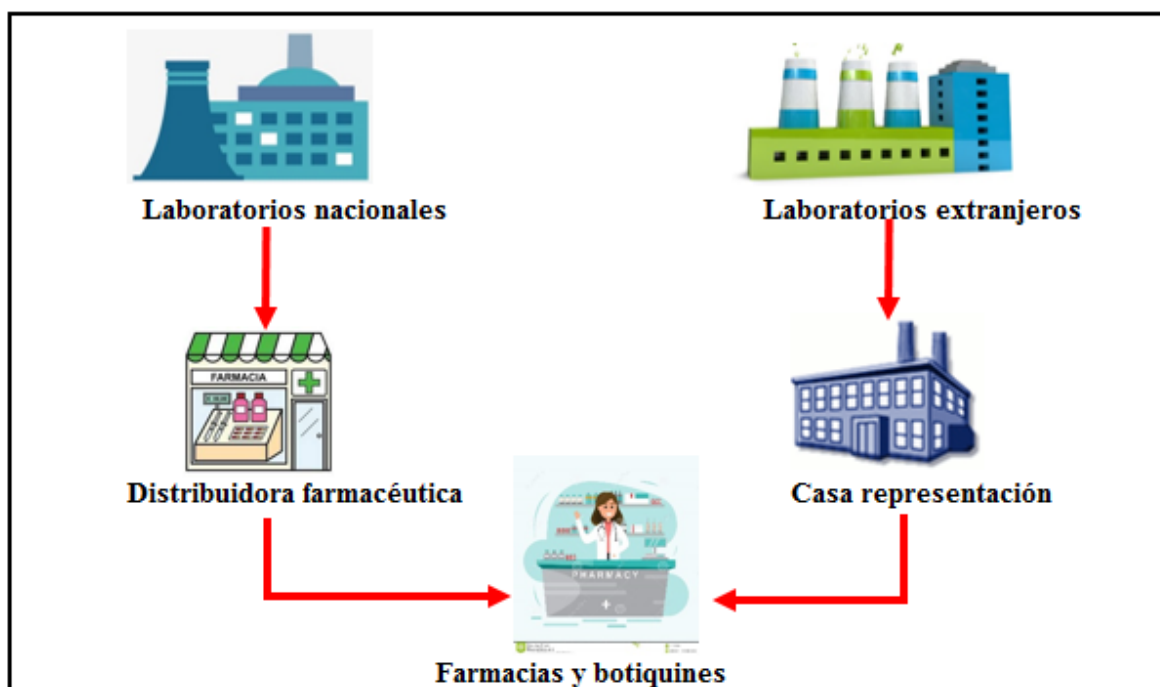 Laboratorios nacionales
Laboratorios extranjeros
FARMACIA
Distribuidora farmacéutica
Casa representación
PHARMACY
Farmacias y botiquines